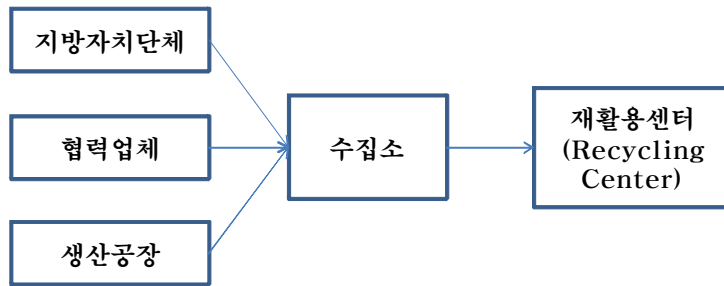 지방자치단체
협력업체
생산공장
수집소
재활용센터
(Recycling
Center)